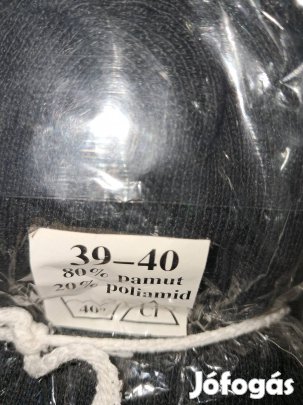 39–40
80% pamut
20% poliamid
40°
Jófogás